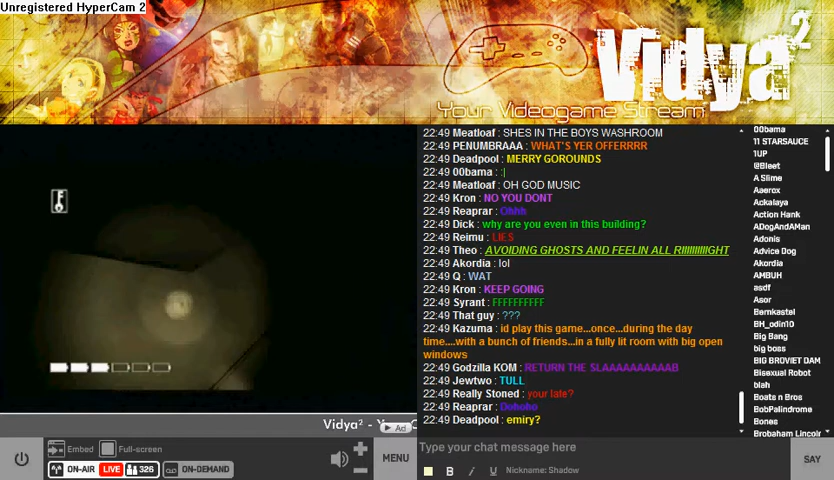 Unregistered HyperCam 2
Vidya²
Your Videogame Stream
22:49 Meatloaf : SHES IN THE BOYS WASHROOM
22:49 PENUMBRAAA : WHAT'S YER OFFERRRR
22:49 Deadpool : MERRY GOROUNDS
22:49 00bama : :|
22:49 Meatloaf : OH GOD MUSIC
22:49 Kron : NO YOU DONT
22:49 Reaprar : Ohhh
22:49 Dick : why are you even in this building?
22:49 Reimu : LIES
22:49 Theo : AVOIDING GHOSTS AND FEELIN ALL RIIIIIIIIGHT
22:49 Akordia : lol
22:49 Q : WAT
22:49 Kron : KEEP GOING
22:49 Syrant : FFFFFFFFFF
22:49 That guy : ???
22:49 Kazuma : id play this game...once...during the day
time....with a bunch of friends...in a fully lit room with big open
windows
22:49 Godzilla KOM : RETURN THE SLAAAAAAAAAB
22:49 Jewtwo : TULL
22:49 Really Stoned : your late?
22:49 Reaprar : Dohoho
22:49 Deadpool : emiry?
00bama
11 STARSAUCE
1UP
@Bleet
A Slime
Aaerox
Ackalaya
Action Hank
ADogAndAMan
Adonis
Advice Dog
Akordia
AMBUH
asdf
Asor
Bernkastel
BH_odin10
Big Bang
big boss
BIG BROVIET DAM
Bisexual Robot
blah
Boats n Bros
BobPalindrome
Bones
Brobaham Lincoln
Vidya² -
Ad
Embed
Full-screen
ON-AIR LIVE 326
ON-DEMAND
MENU
Type your chat message here
B I U Nickname: Shadow
SAY